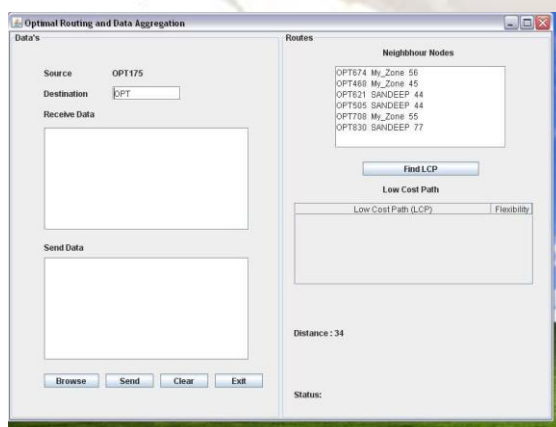 Optimal Routing and Data Aggregation
Data's
Source OPT175
Destination OPT
Receive Data
Send Data
Browse Send Clear Exit
Routes
Neighbhour Nodes
OPT674 My_Zone 56
OPT468 My_Zone 45
OPT621 SANDEEP 44
OPT505 SANDEEP 44
OPT708 My_Zone 55
OPT830 SANDEEP 77
Find LCP
Low Cost Path
Low Cost Path (LCP) Flexibility
Distance : 34
Status: